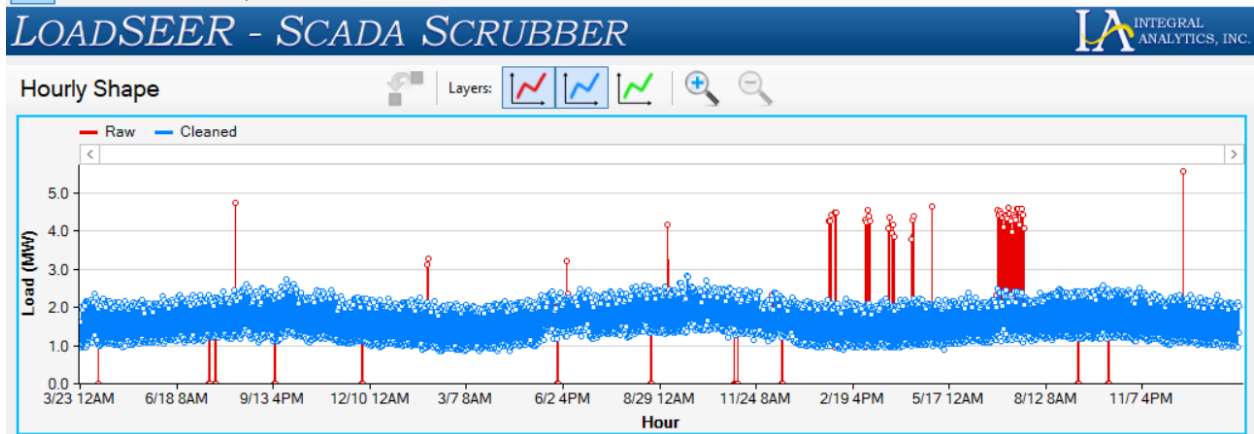 LOADSEER - SCADA SCRUBBER
INTEGRAL
ANALYTICS, INC.
Hourly Shape
Layers:
Raw
Cleaned
Load (MW)
5.0
4.0
3.0
2.0
1.0
0.0
3/23 12AM
6/18 8AM
9/13 4PM
12/10 12AM
3/7 8AM
6/2 4PM
8/29 12AM
11/24 8AM
2/19 4PM
5/17 12AM
8/12 8AM
11/7 4PM
Hour